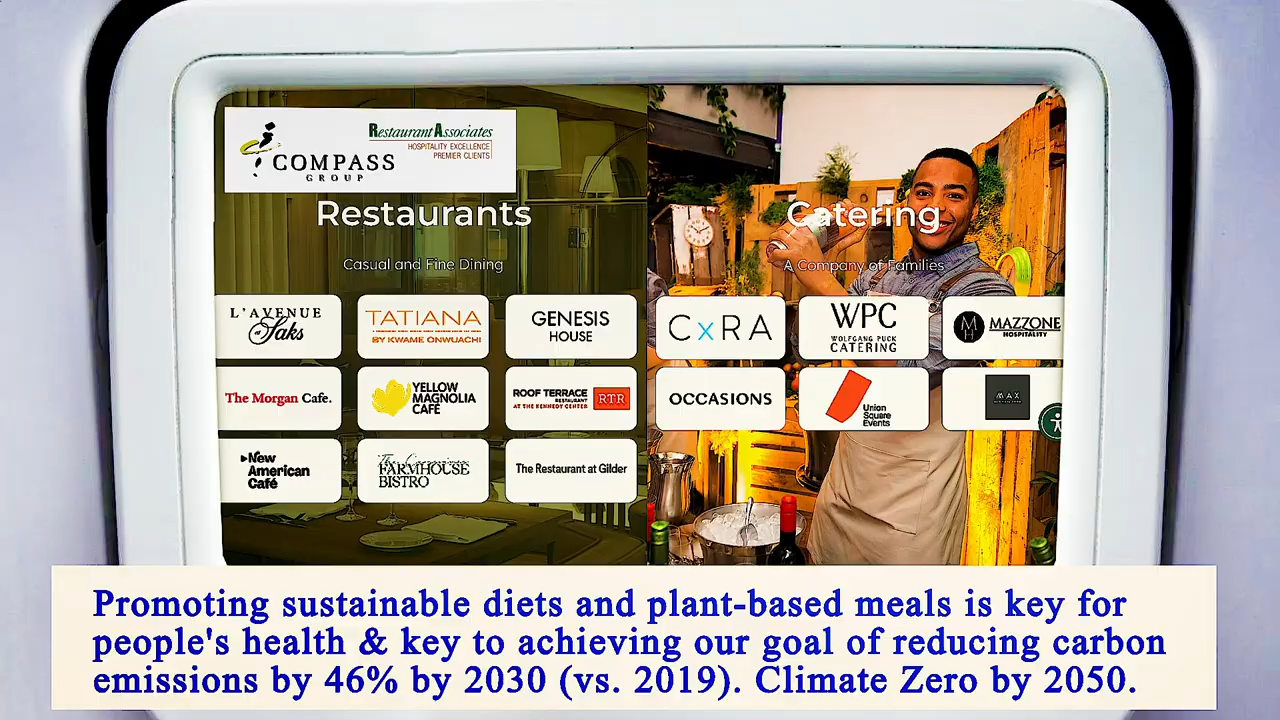 COMPASS
GROUP
Restaurant Associates
HOSPITALITY EXCELLENCE
PREMIER CLIENTS
Restaurants
Casual and Fine Dining
L'AVENUE
Saks
TATIANA
BY KWAME ONWUACHI
GENESIS
HOUSE
The Morgan Cafe.
YELLOW
MAGNOLIA
CAFÉ
ROOF TERRACE
RESTAURANT
AT THE KENNEDY CENTER
RTR
New
American
Café
FARMHOUSE
BISTRO
The Restaurant at Gilder
Catering
A Company of Families
CxRA
WPC
WOLFGANG PUCK
CATERING
MH
MAZZONE
HOSPITALITY
OCCASIONS
Union
Square
Events
MAX
Promoting sustainable diets and plant-based meals is key for
people's health & key to achieving our goal of reducing carbon
emissions by 46% by 2030 (vs. 2019). Climate Zero by 2050.